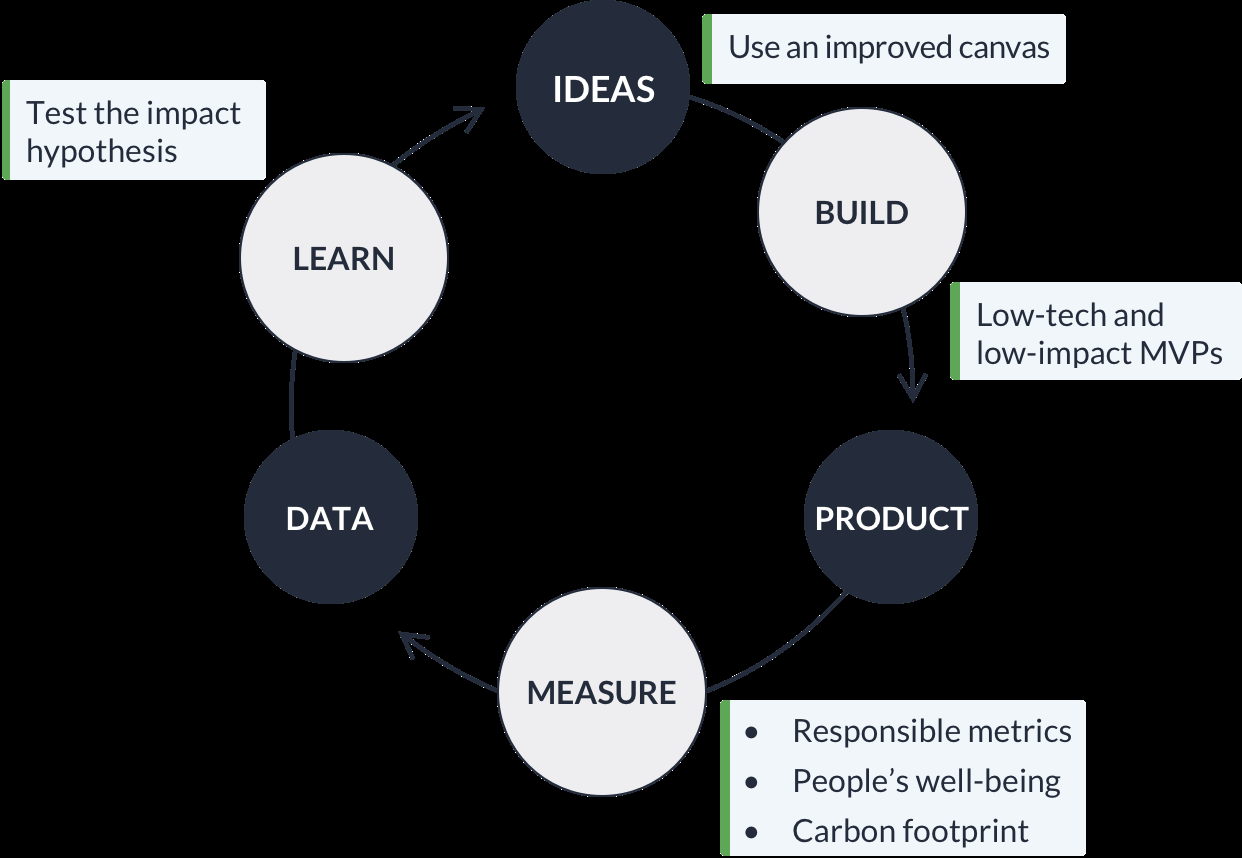 IDEAS
Use an improved canvas
Test the impact
hypothesis
BUILD
LEARN
Low-tech and
low-impact MVPs
DATA
PRODUCT
MEASURE
• Responsible metrics
• People’s well-being
• Carbon footprint